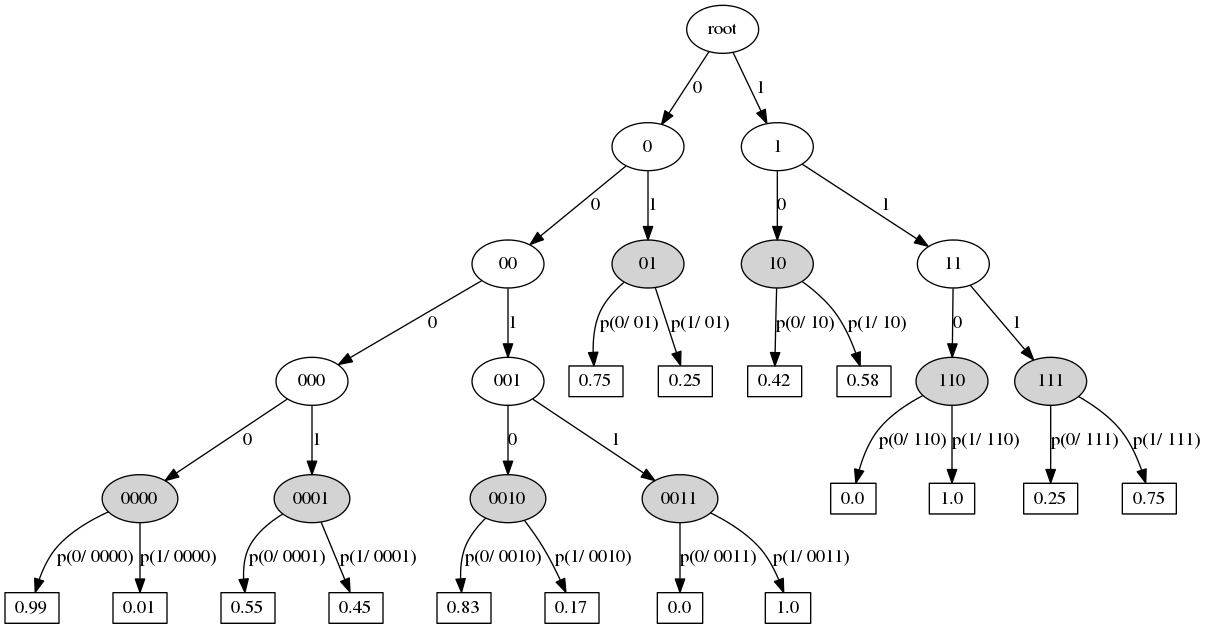 root
0 1
0 1
0 1 0 1
00 01 10 11
0 1 p(0/ 01) p(1/ 01) p(0/ 10) p(1/ 10) 0 1
000 001 0.75 0.25 0.42 0.58 110 111
0 1 0 1 p(0/ 110) p(1/ 110) p(0/ 111) p(1/ 111)
0000 0001 0010 0011 0.0 1.0 0.25 0.75
p(0/ 0000) p(1/ 0000) p(0/ 0001) p(1/ 0001) p(0/ 0010) p(1/ 0010) p(0/ 0011) p(1/ 0011)
0.99 0.01 0.55 0.45 0.83 0.17 0.0 1.0